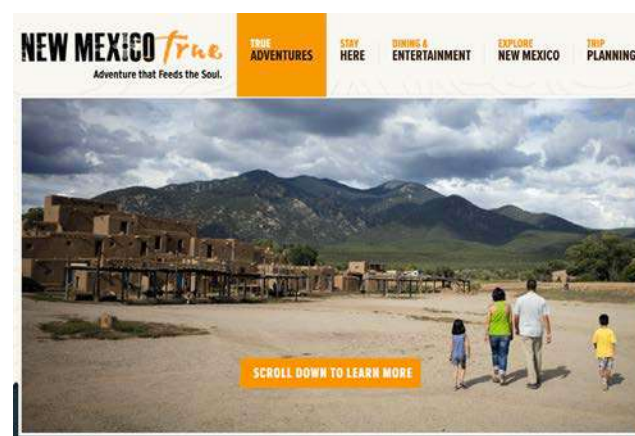 NEW MEXICO True
Adventure that Feeds the Soul.
TRUE
ADVENTURES
STAY
HERE
DINING &
ENTERTAINMENT
EXPLORE
NEW MEXICO
TRIP
PLANNING
SCROLL DOWN TO LEARN MORE